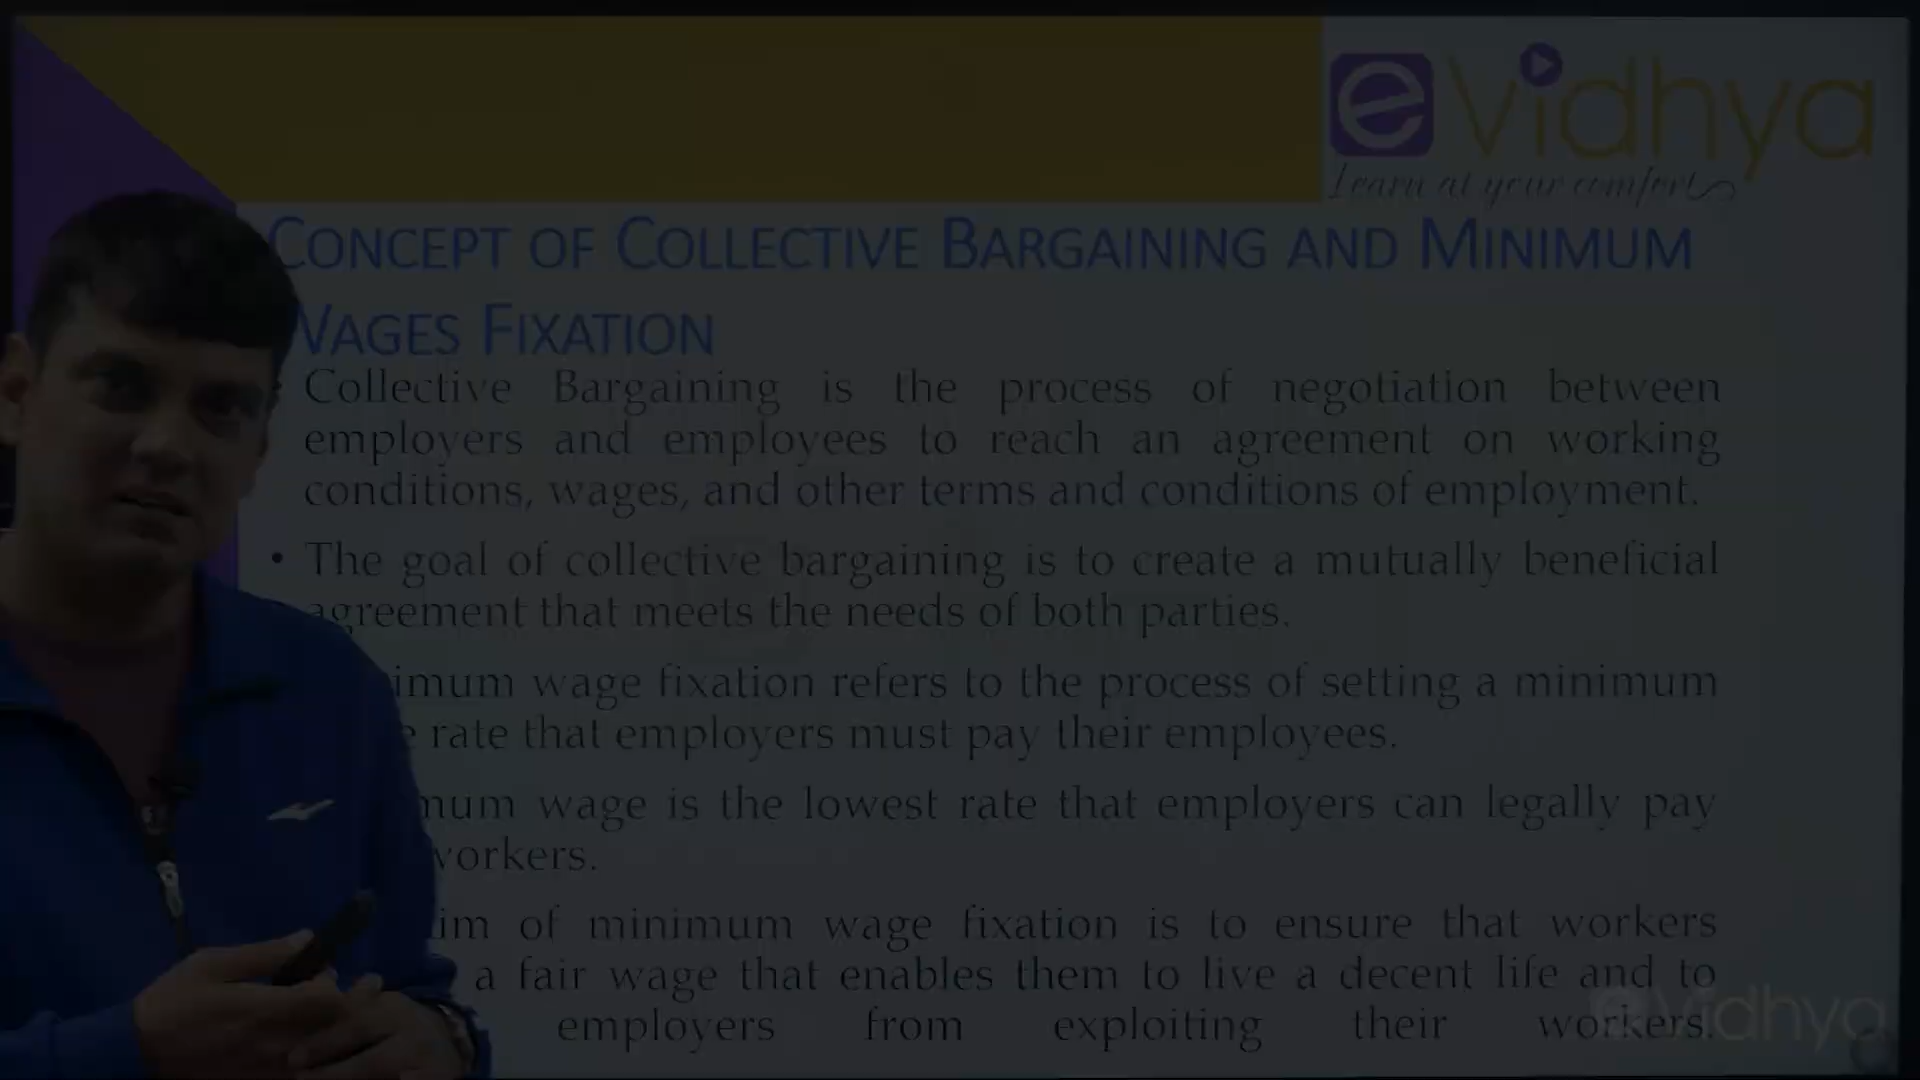 eVidhya
Learn at your comfort
CONCEPT OF COLLECTIVE BARGAINING AND MINIMUM
WAGES FIXATION
• Collective Bargaining is the process of negotiation between
employers and employees to reach an agreement on working
conditions, wages, and other terms and conditions of employment.
• The goal of collective bargaining is to create a mutually beneficial
agreement that meets the needs of both parties.
imum wage fixation refers to the process of setting a minimum
e rate that employers must pay their employees.
mum wage is the lowest rate that employers can legally pay
workers.
im of minimum wage fixation is to ensure that workers
a fair wage that enables them to live a decent life and to
employers from exploiting their workers.
eVidhya